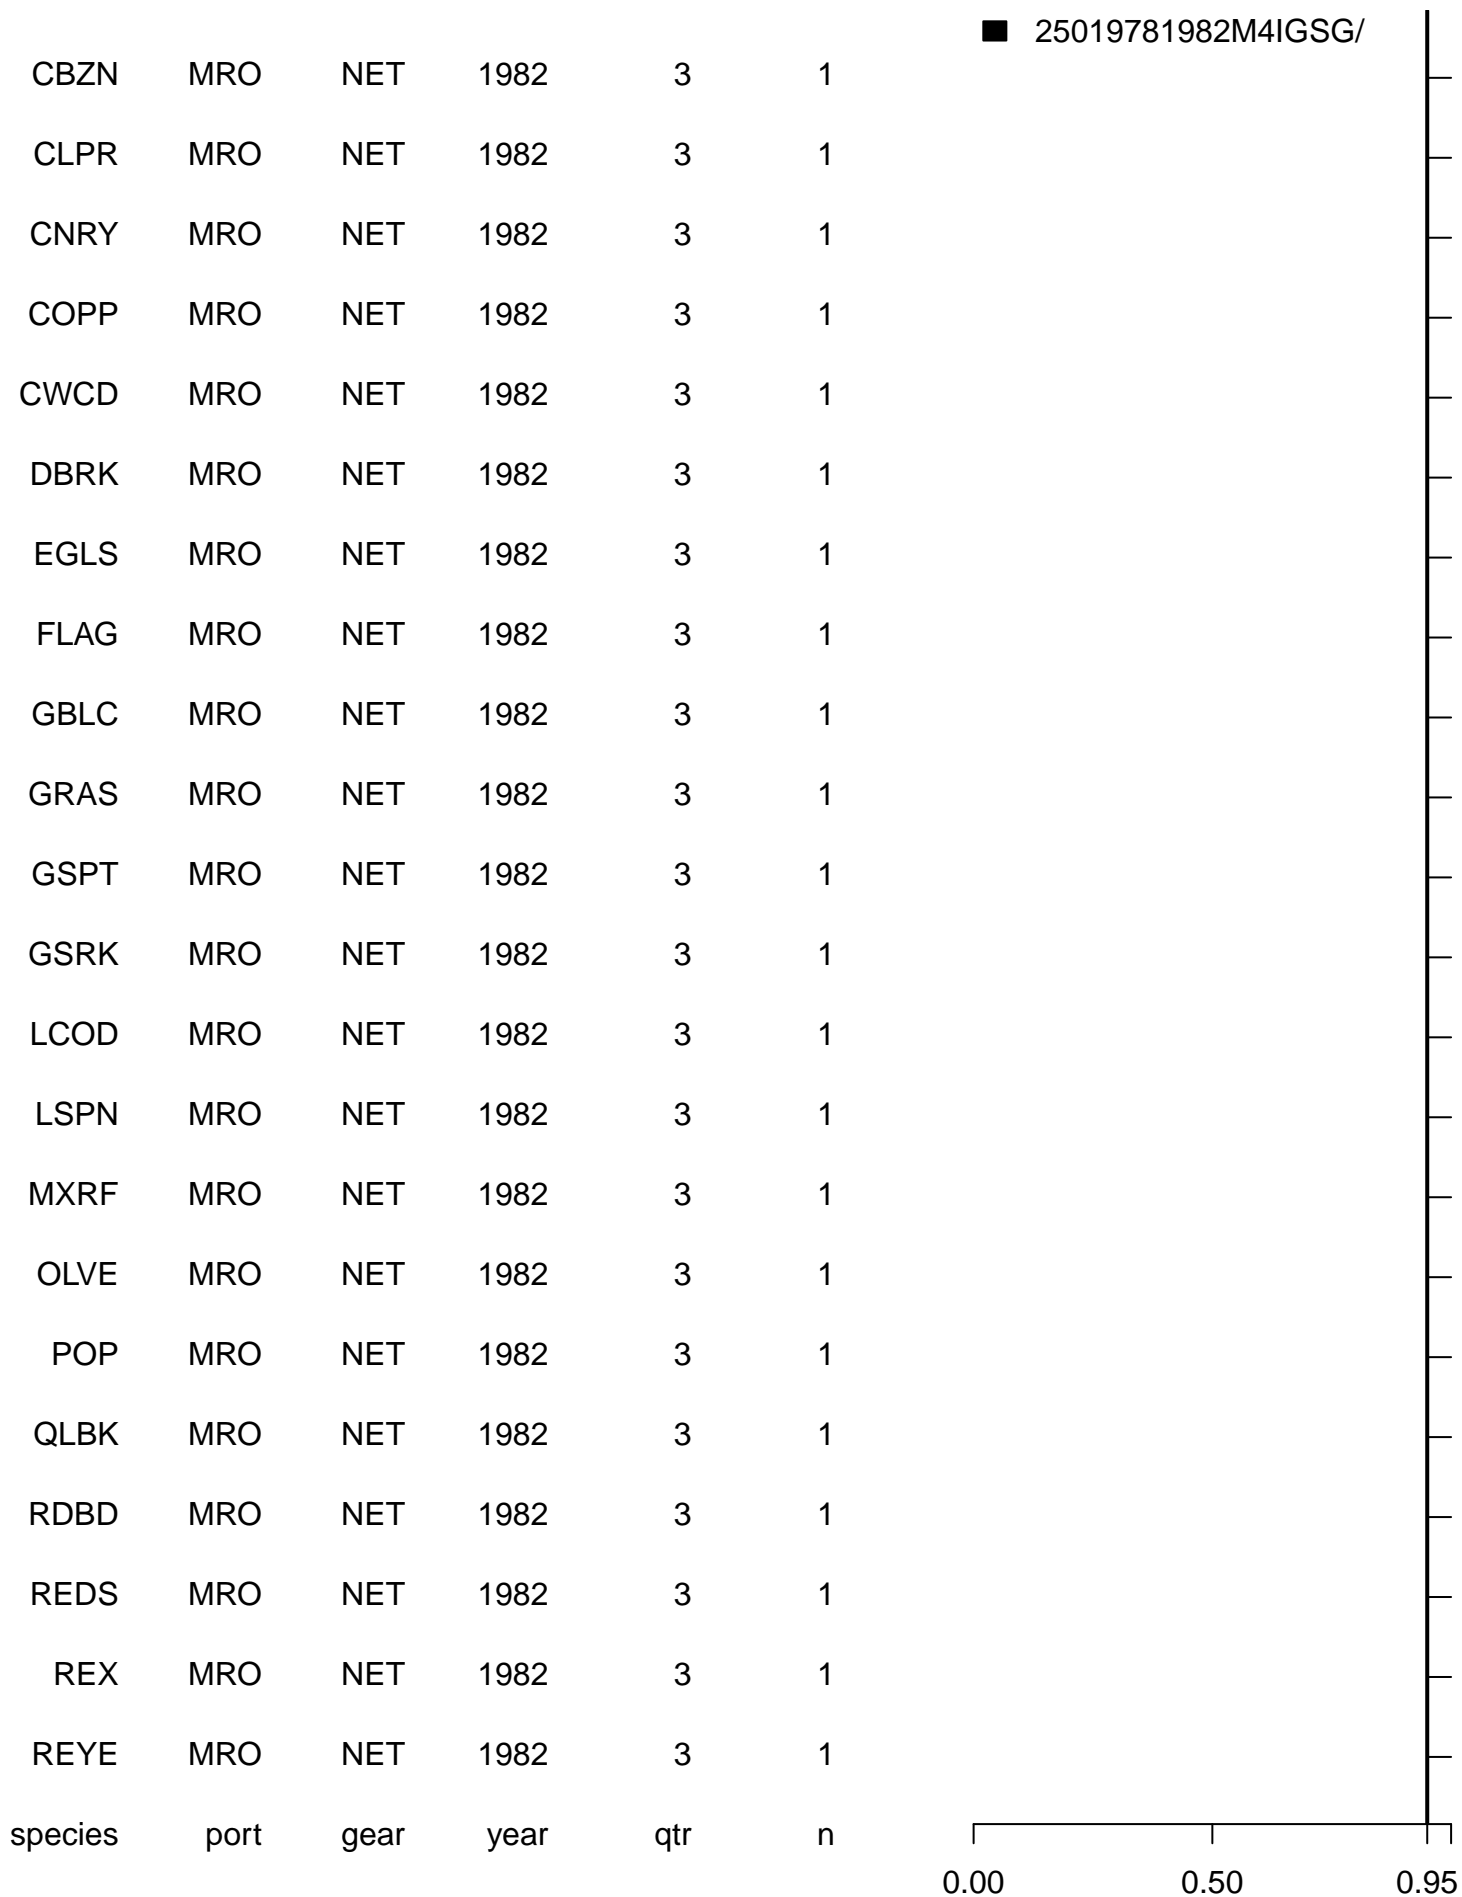 25019781982M4IGSG/
CBZN MRO NET 1982 3 1
CLPR MRO NET 1982 3 1
CNRY MRO NET 1982 3 1
COPP MRO NET 1982 3 1
CWCD MRO NET 1982 3 1
DBRK MRO NET 1982 3 1
EGLS MRO NET 1982 3 1
FLAG MRO NET 1982 3 1
GBLC MRO NET 1982 3 1
GRAS MRO NET 1982 3 1
GSPT MRO NET 1982 3 1
GSRK MRO NET 1982 3 1
LCOD MRO NET 1982 3 1
LSPN MRO NET 1982 3 1
MXRF MRO NET 1982 3 1
OLVE MRO NET 1982 3 1
POP MRO NET 1982 3 1
QLBK MRO NET 1982 3 1
RDBD MRO NET 1982 3 1
REDS MRO NET 1982 3 1
REX MRO NET 1982 3 1
REYE MRO NET 1982 3 1
species port gear year qtr n
0.00 0.50 0.95